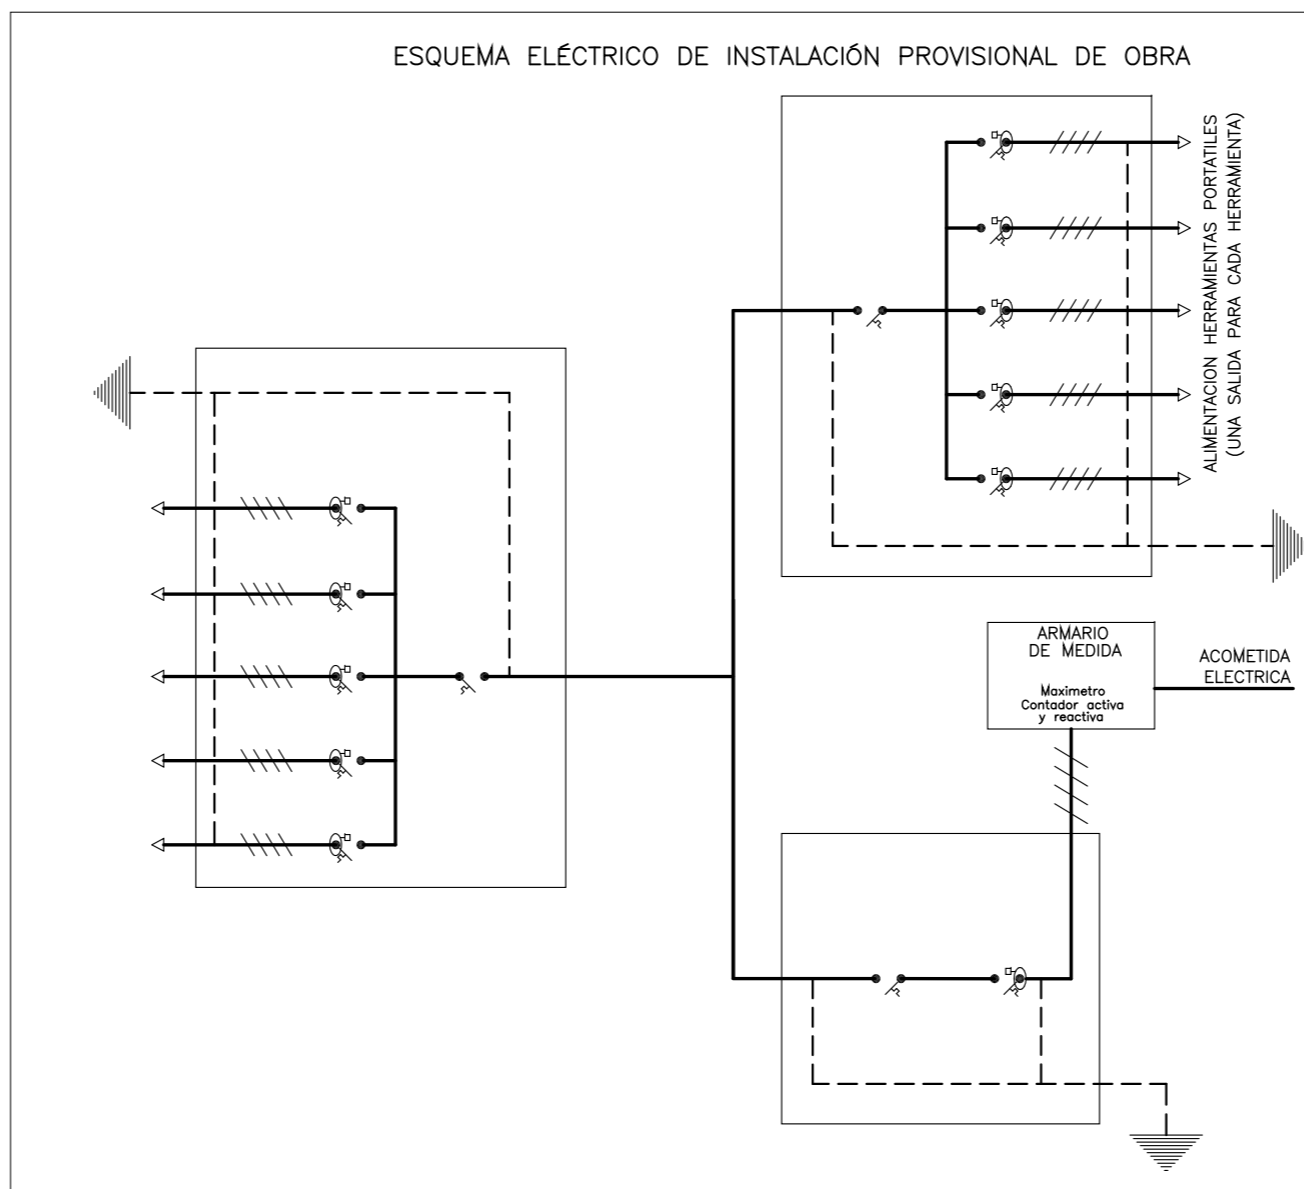 ESQUEMA ELÉCTRICO DE INSTALACIÓN PROVISIONAL DE OBRA
ALIMENTACION HERRAMIENTAS PORTATILES
(UNA SALIDA PARA CADA HERRAMIENTA)
ARMARIO
DE MEDIDA
Maximetro
Contador activa
y reactiva
ACOMETIDA
ELECTRICA